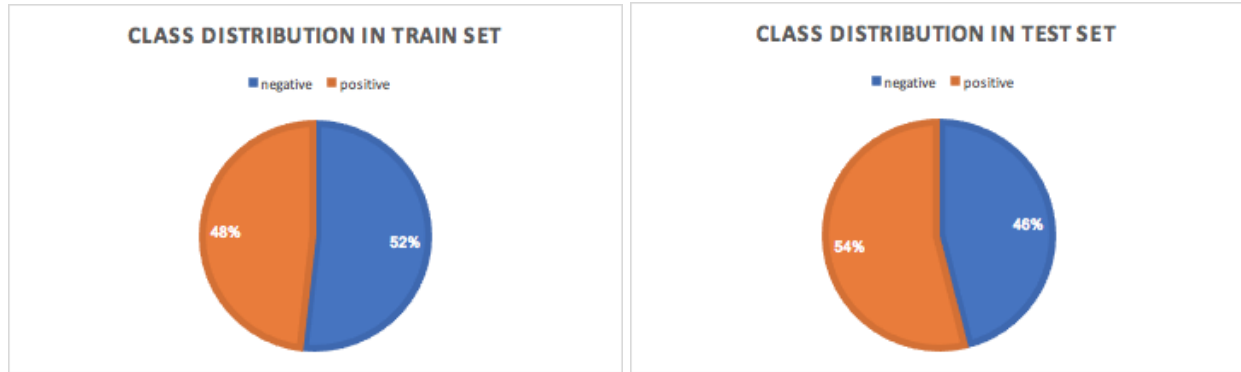 CLASS DISTRIBUTION IN TRAIN SET
negative positive
48%
52%
CLASS DISTRIBUTION IN TEST SET
negative positive
54%
46%